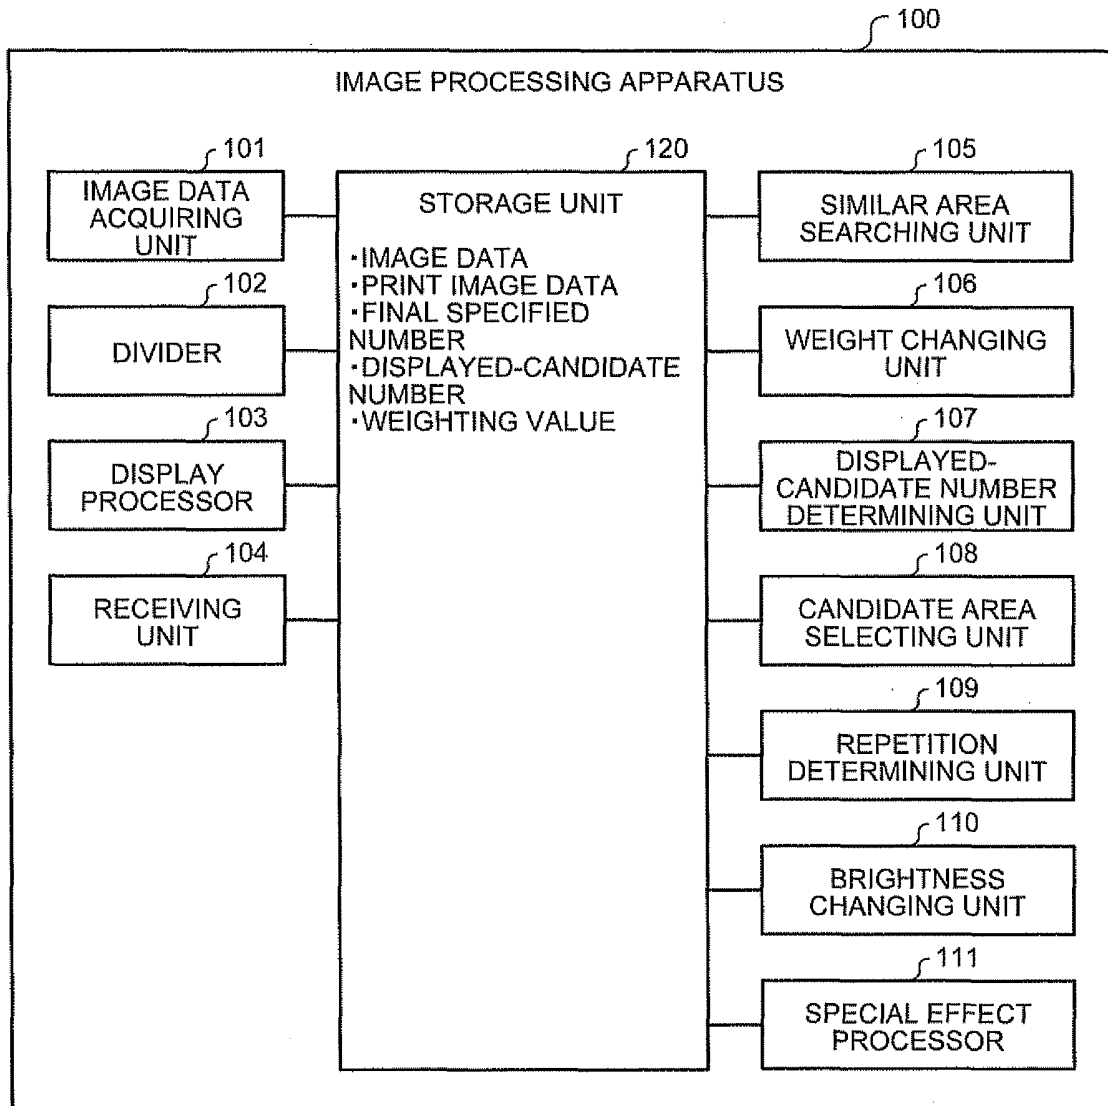 100
IMAGE PROCESSING APPARATUS
101
IMAGE DATA
ACQUIRING
UNIT
102
DIVIDER
103
DISPLAY
PROCESSOR
104
RECEIVING
UNIT
120
STORAGE UNIT
・IMAGE DATA
・PRINT IMAGE DATA
・FINAL SPECIFIED
NUMBER
・DISPLAYED-CANDIDATE
NUMBER
・WEIGHTING VALUE
105
SIMILAR AREA
SEARCHING UNIT
106
WEIGHT CHANGING
UNIT
107
DISPLAYED-
CANDIDATE NUMBER
DETERMINING UNIT
108
CANDIDATE AREA
SELECTING UNIT
109
REPETITION
DETERMINING UNIT
110
BRIGHTNESS
CHANGING UNIT
111
SPECIAL EFFECT
PROCESSOR